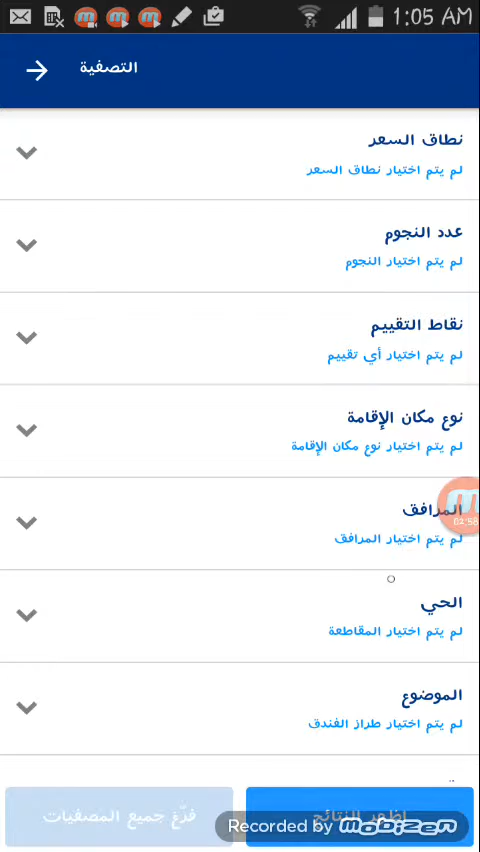 1:05 AM
التصفية
نطاق السعر
لم يتم اختيار نطاق السعر
عدد النجوم
لم يتم اختيار النجوم
نقاط التقييم
لم يتم اختيار أي تقييم
نوع مكان الإقامة
لم يتم اختيار نوع مكان الإقامة
المرافق
لم يتم اختيار المرافق
الحي
لم يتم اختيار المقاطعة
الموضوع
لم يتم اختيار طراز الفندق
اظهر النتائج
فرّغ جميع المصفيات
Recorded by mobizen